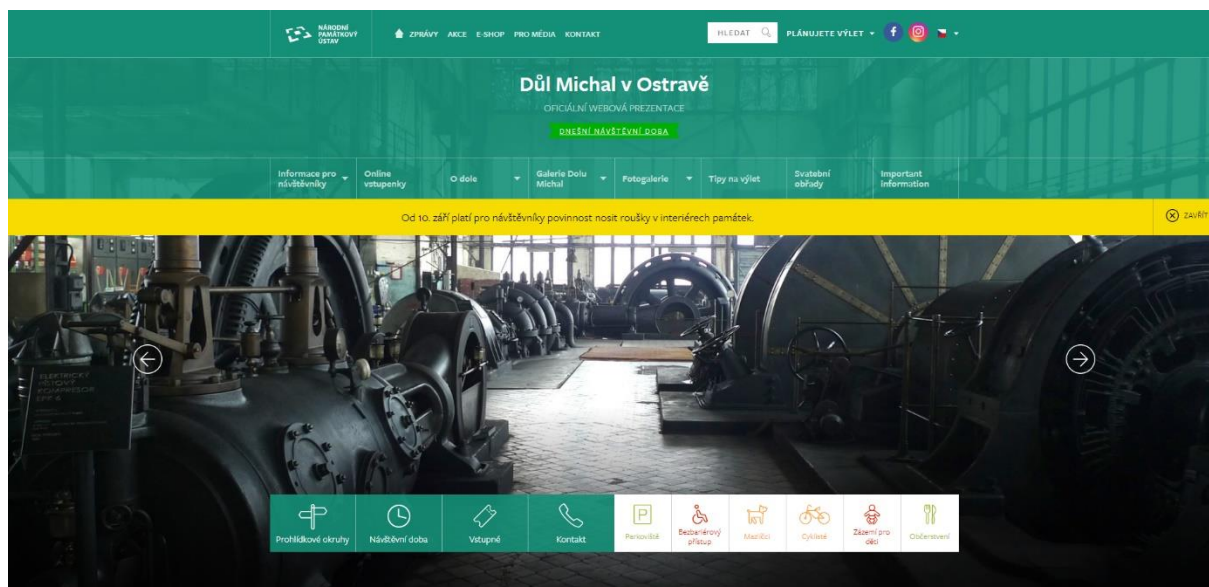 NÁRODNÍ
PAMÁTKOVÝ
ÚSTAV
ZPRÁVY AKCE E-SHOP PRO MÉDIA KONTAKT
HLEDAT
PLÁNUJETE VÝLET
Důl Michal v Ostravě
OFICIÁLNÍ WEBOVÁ PREZENTACE
DNEŠNÍ NÁVŠTĚVNÍ DOBA
Informace pro
návštěvníky
Online
vstupenky
O dole
Galerie Dolu
Michal
Fotogalerie
Tipy na výlet
Svatební
obřady
Important
Information
Od 10. září platí pro návštěvníky povinnost nosit roušky v interiérech památek.
ZAVŘÍT
ELEKTRICKÝ
PÍSTOVÝ
KOMPRESOR
Prohlídkové okruhy
Návštěvní doba
Vstupné
Kontakt
Parkoviště
Bezbariérový
přístup
Mazlíčci
Cyklisté
Zázemí pro
děti
Občerstvení